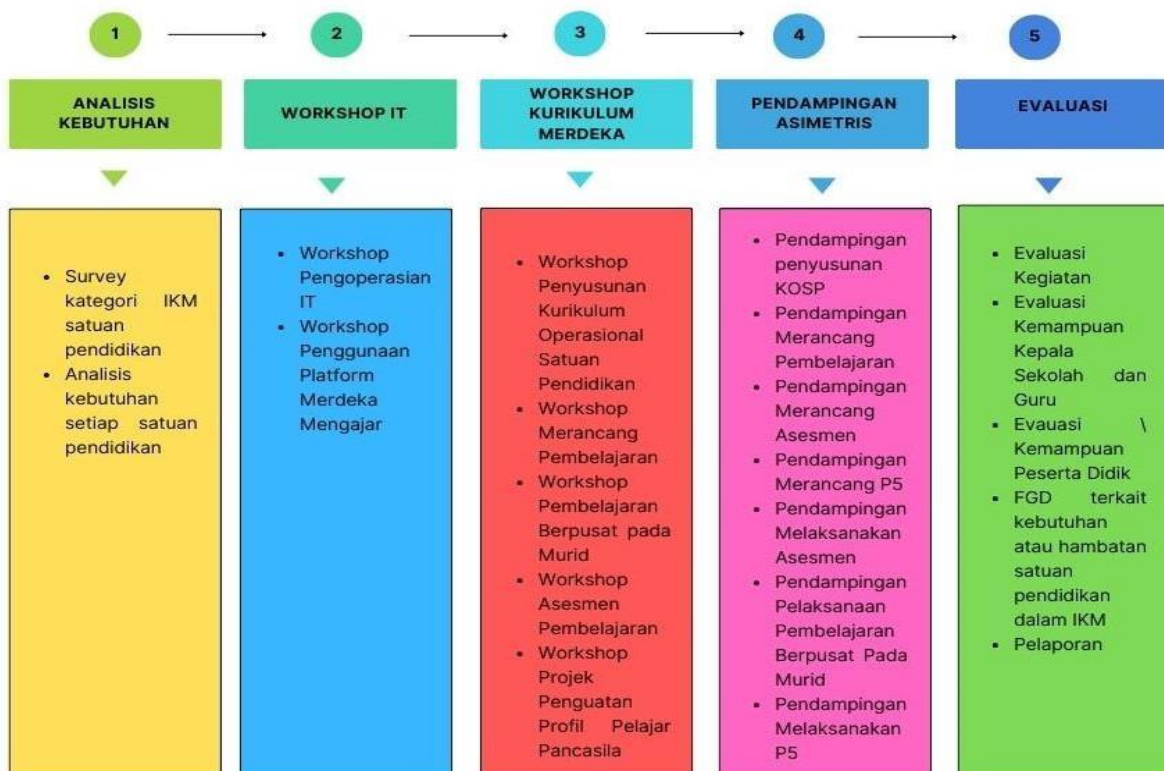 1
2
3
4
5
ANALISIS
KEBUTUHAN
WORKSHOP IT
WORKSHOP
KURIKULUM
MERDEKA
PENDAMPINGAN
ASIMETRIS
EVALUASI
• Survey
kategori IKM
satuan
pendidikan
• Analisis
kebutuhan
setiap satuan
pendidikan
• Workshop
Pengoperasian
IT
• Workshop
Penggunaan
Platform
Merdeka
Mengajar
• Workshop
Penyusunan
Kurikulum
Operasional
Satuan
Pendidikan
• Workshop
Merancang
Pembelajaran
• Workshop
Pembelajaran
Berpusat pada
Murid
• Workshop
Asesmen
Pembelajaran
• Workshop
Projek
Penguatan
Profil Pelajar
Pancasila
• Pendampingan
penyusunan
KOSP
• Pendampingan
Merancang
Pembelajaran
• Pendampingan
Merancang
Asesmen
• Pendampingan
Merancang P5
• Pendampingan
Melaksanakan
Asesmen
• Pendampingan
Pelaksanaan
Pembelajaran
Berpusat Pada
Murid
• Pendampingan
Melaksanakan
P5
• Evaluasi
Kegiatan
• Evaluasi
Kemampuan
Kepala
Sekolah dan
Guru
• Evauasi \
Kemampuan
Peserta Didik
• FGD terkait
kebutuhan
atau hambatan
satuan
pendidikan
dalam IKM
• Pelaporan